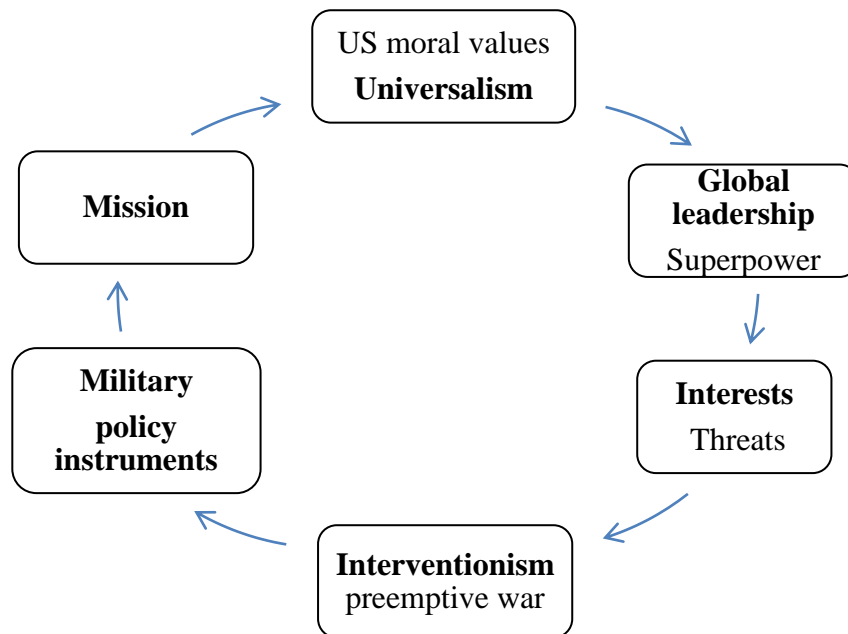 US moral values
Universalism
Global
leadership
Superpower
Interests
Threats
Interventionism
preemptive war
Military
policy
instruments
Mission